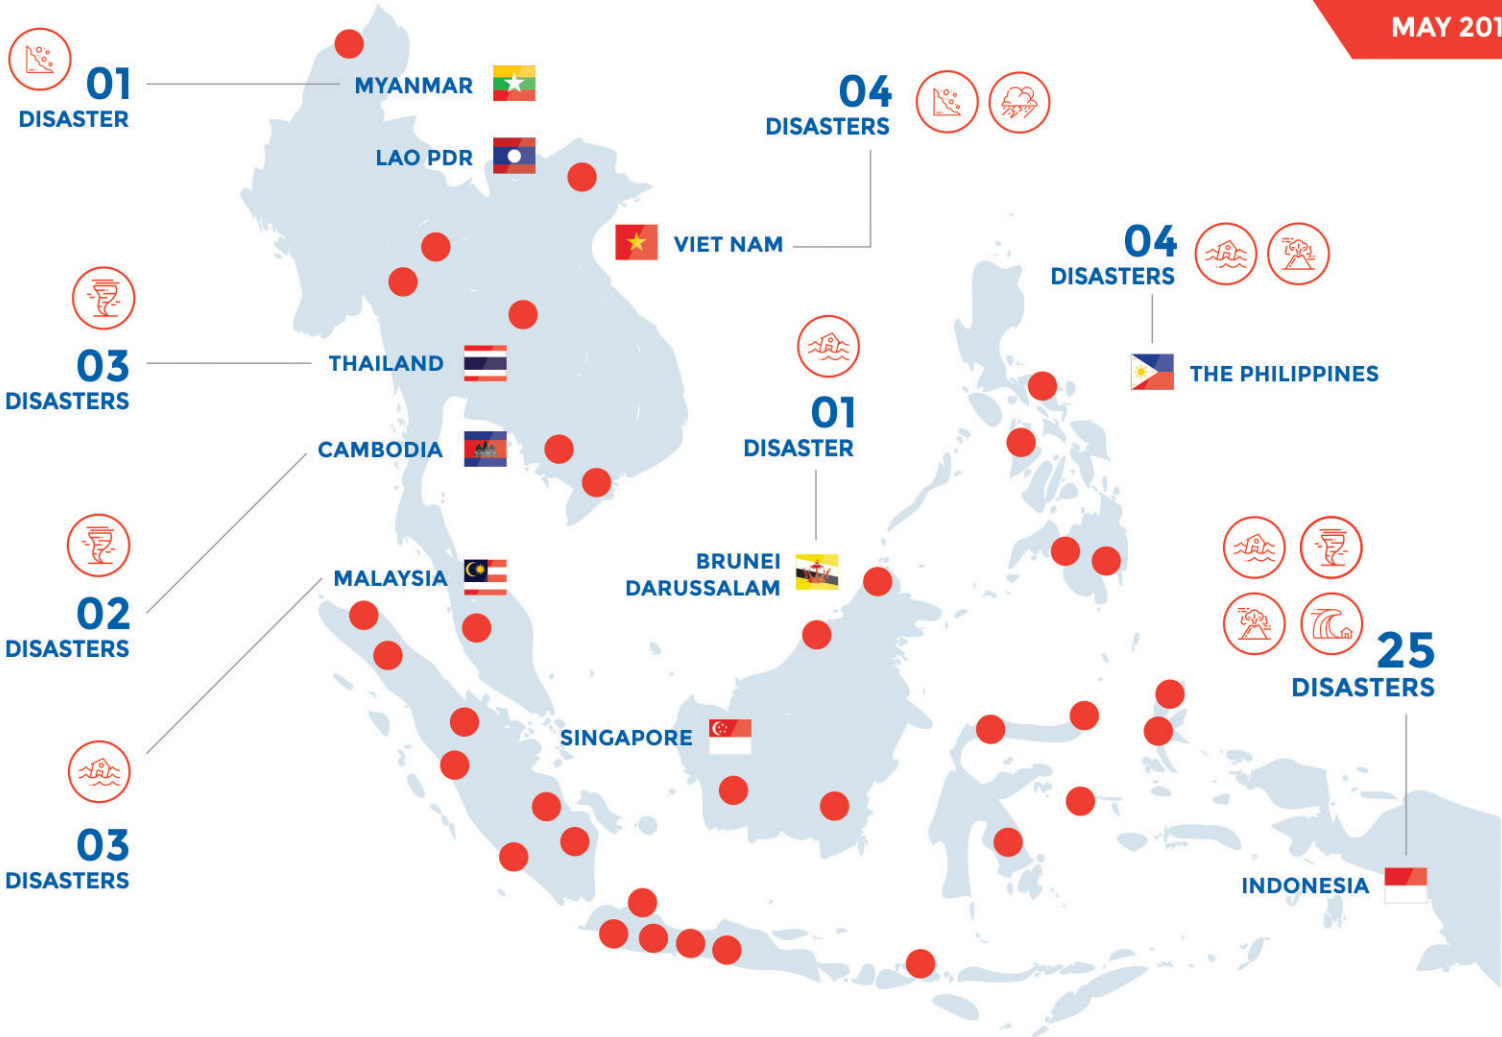 MAY 201
01
DISASTER
MYANMAR
LAO PDR
04
DISASTERS
VIET NAM
04
DISASTERS
THE PHILIPPINES
03
DISASTERS
THAILAND
01
DISASTER
BRUNEI
DARUSSALAM
CAMBODIA
02
DISASTERS
MALAYSIA
03
DISASTERS
SINGAPORE
25
DISASTERS
INDONESIA